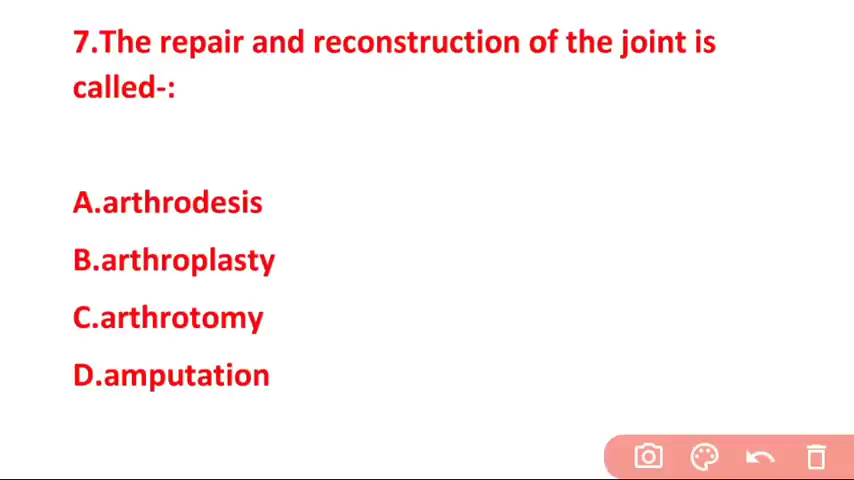 7.The repair and reconstruction of the joint is
called-:
A.arthrodesis
B.arthroplasty
C.arthrotomy
D.amputation